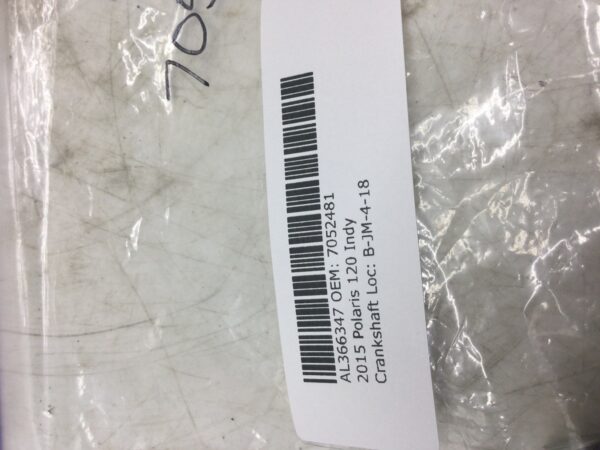 AL366347 OEM: 7052481
2015 Polaris 120 Indy
Crankshaft Loc: B-JM-4-18